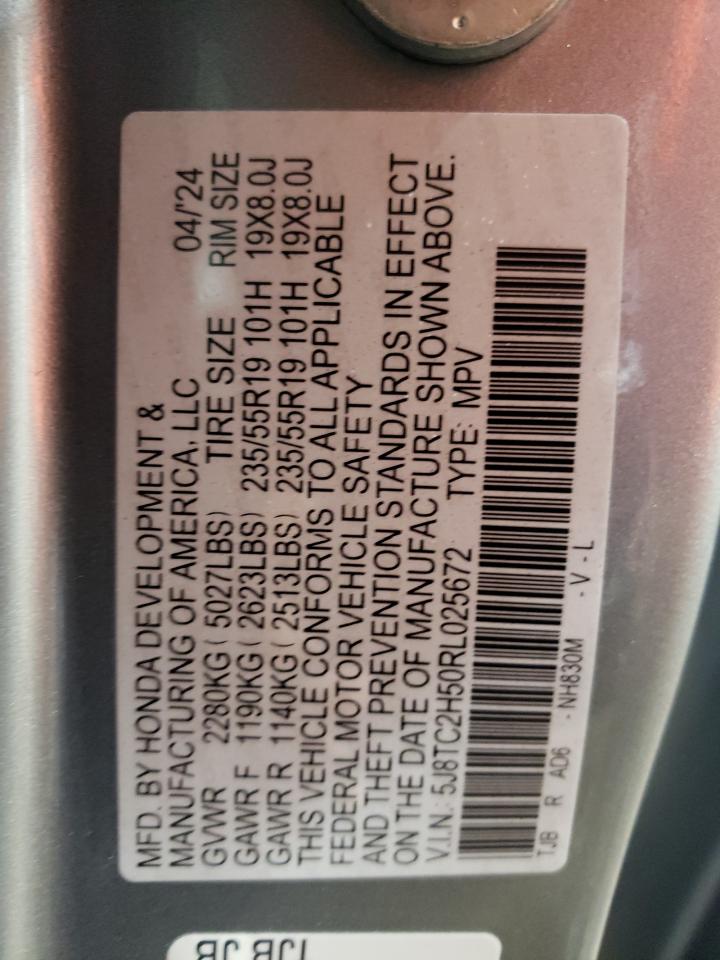 MFD. BY HONDA DEVELOPMENT &
MANUFACTURING OF AMERICA, LLC 04/'24
GVWR 2280KG ( 5027LBS) TIRE SIZE RIM SIZE
GAWR F 1190KG ( 2623LBS) 235/55R19 101H 19X8.0J
GAWR R 1140KG ( 2513LBS) 235/55R19 101H 19X8.0J
THIS VEHICLE CONFORMS TO ALL APPLICABLE
FEDERAL MOTOR VEHICLE SAFETY
AND THEFT PREVENTION STANDARDS IN EFFECT
ON THE DATE OF MANUFACTURE SHOWN ABOVE.
V.I.N.: 5J8TC2H50RL025672 TYPE: MPV
TJB R AD6 - NH830M - V - L